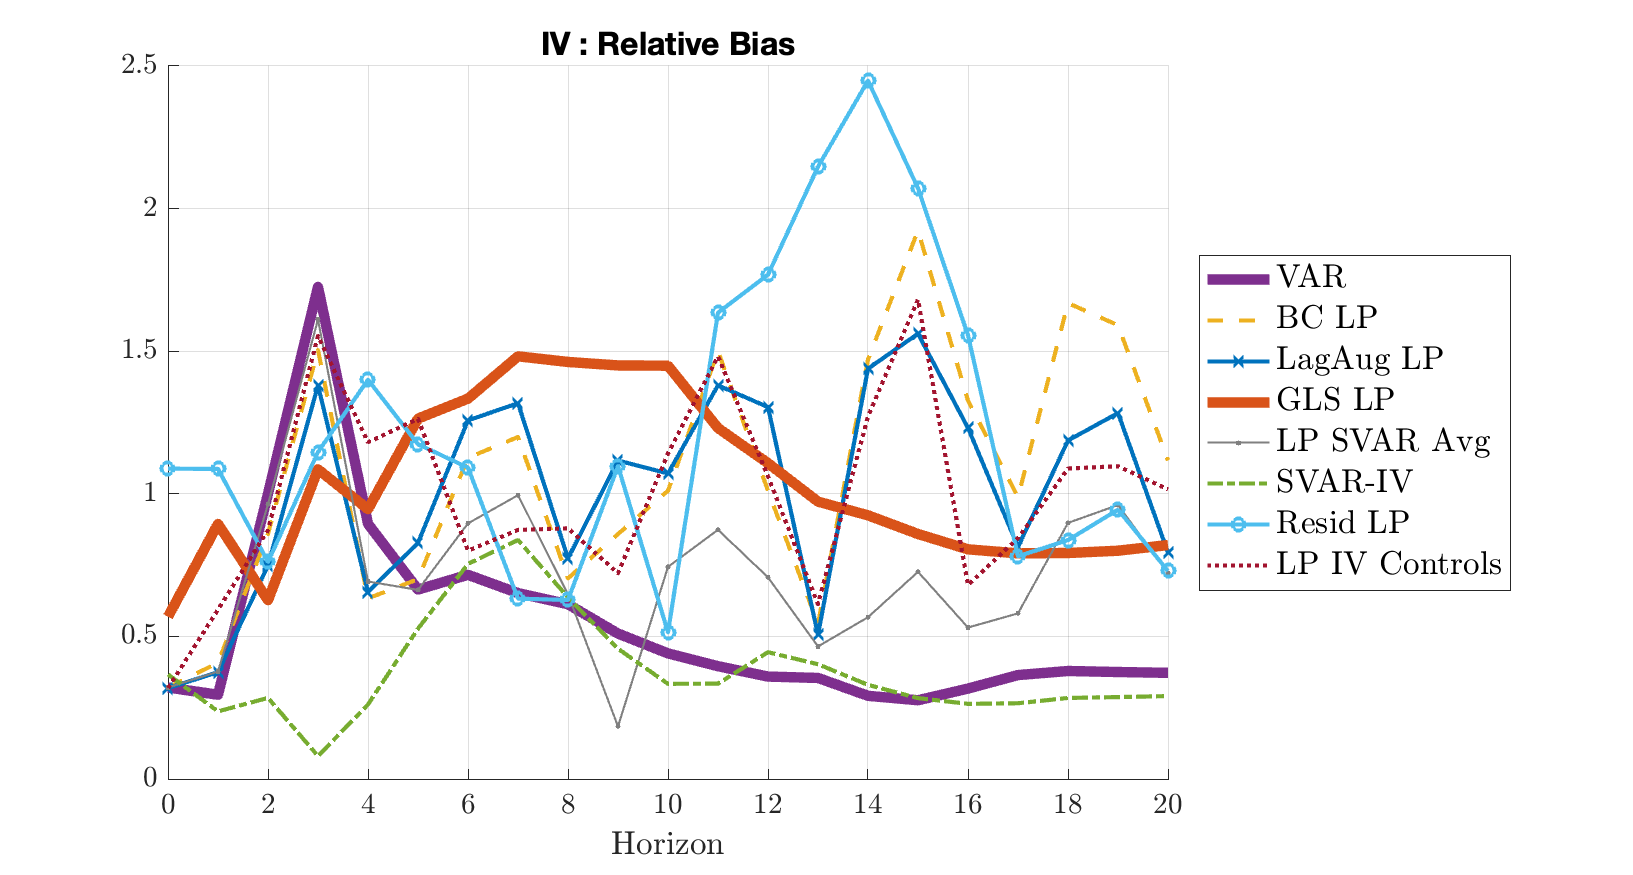 IV : Relative Bias
2.5
2
1.5
1
0.5
0
0 2 4 6 8 10 12 14 16 18 20
Horizon
VAR
BC LP
LagAug LP
GLS LP
LP SVAR Avg
SVAR-IV
Resid LP
LP IV Controls